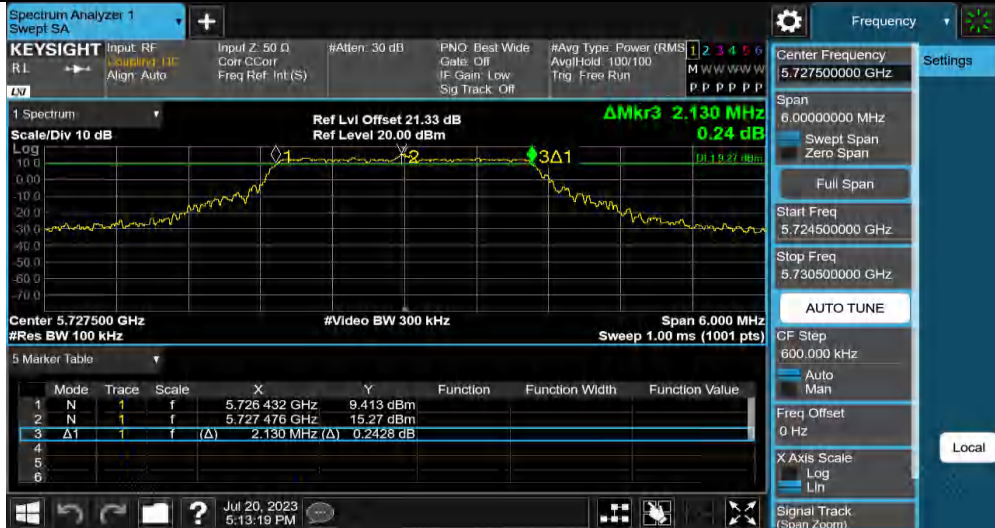 Spectrum Analyzer 1
Swept SA
Frequency
KEYSIGHT
RL
LXI
Input: RF
Align: Auto
Input Z: 50 Ω
Corr CCorr
Freq Ref: Int (S)
#Atten: 30 dB
PNO: Best Wide
Gate: Off
IF Gain: Low
Sig Track: Off
#Avg Type: Power (RMS
Avg|Hold: 100/100
Trig: Free Run
1 2 3 4 5 6
M W W W W W
P P P P P P
1 Spectrum
Scale/Div 10 dB
Ref Lvl Offset 21.33 dB
Ref Level 20.00 dBm
ΔMkr3 2.130 MHz
0.24 dB
Log
10.0
0.00
-10.0
-20.0
-30.0
-40.0
-50.0
-60.0
-70.0
1
2
3Δ1
DL1 9.27 dBm
Center 5.727500 GHz
#Res BW 100 kHz
#Video BW 300 kHz
Span 6.000 MHz
Sweep 1.00 ms (1001 pts)
5 Marker Table
Mode Trace Scale X Y Function Function Width Function Value
1 N 1 f 5.726 432 GHz 9.413 dBm
2 N 1 f 5.727 476 GHz 15.27 dBm
3 Δ1 1 f (Δ) 2.130 MHz (Δ) 0.2428 dB
4
5
6
Jul 20, 2023
5:13:19 PM
Center Frequency
5.727500000 GHz
Span
6.00000000 MHz
Swept Span
Zero Span
Full Span
Start Freq
5.724500000 GHz
Stop Freq
5.730500000 GHz
AUTO TUNE
CF Step
600.000 kHz
Auto
Man
Freq Offset
0 Hz
X Axis Scale
Log
Lin
Signal Track
(Span Zoom)
Settings
Local